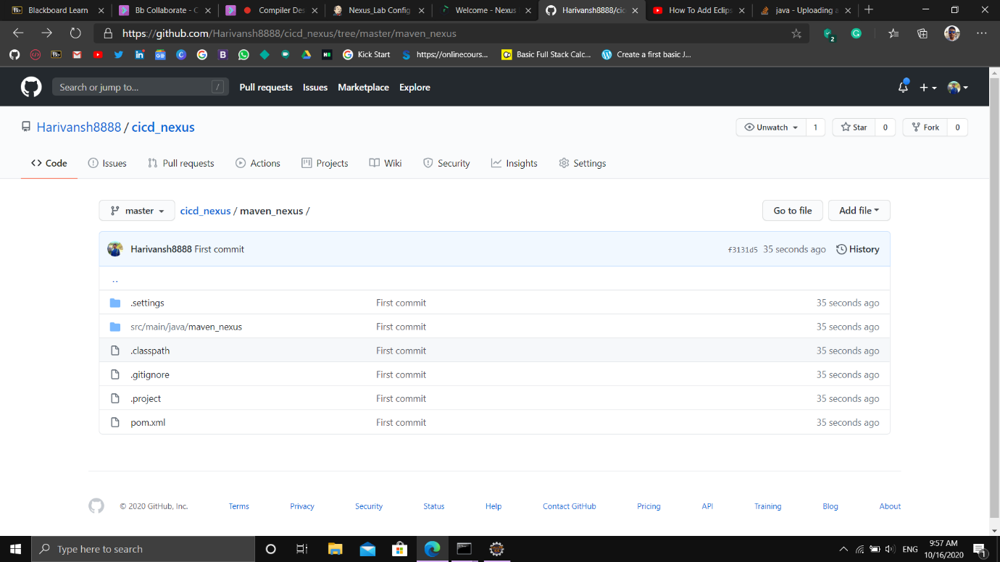 Blackboard Learn
Bb Collaborate - C
Compiler Des
Nexus_Lab Config
Welcome - Nexus
Harivansh8888/cic
How To Add Eclips
java - Uploading a
https://github.com/Harivansh8888/cicd_nexus/tree/master/maven_nexus
2
Bb
Kick Start
https://onlinecours...
Basic Full Stack Calc...
Create a first basic J...
Search or jump to...
/
Pull requests
Issues
Marketplace
Explore
Harivansh8888 / cicd_nexus
Unwatch 1
Star 0
Fork 0
Code
Issues
Pull requests
Actions
Projects
Wiki
Security
Insights
Settings
master
cicd_nexus / maven_nexus /
Go to file
Add file
Harivansh8888 First commit
f3131d5 35 seconds ago
History
..
.settings First commit 35 seconds ago
src/main/java/maven_nexus First commit 35 seconds ago
.classpath First commit 35 seconds ago
.gitignore First commit 35 seconds ago
.project First commit 35 seconds ago
pom.xml First commit 35 seconds ago
© 2020 GitHub, Inc.
Terms
Privacy
Security
Status
Help
Contact GitHub
Pricing
API
Training
Blog
About
Type here to search
ENG
9:57 AM
10/16/2020
1